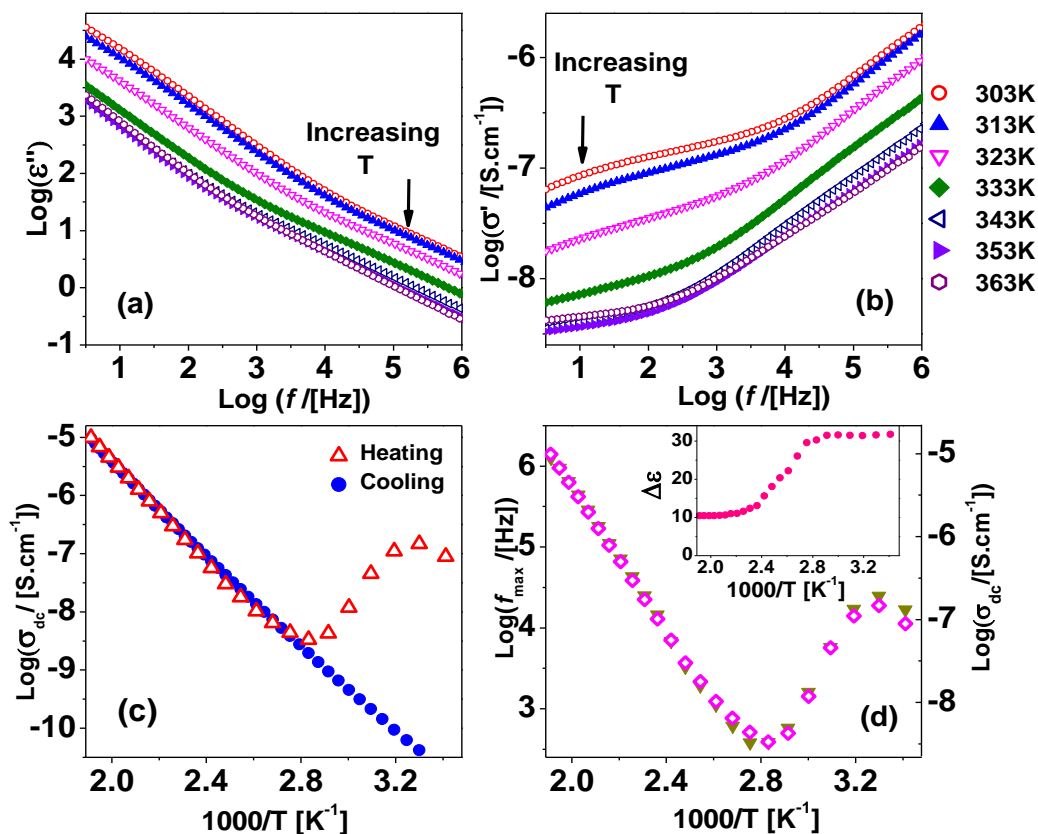 4
3
2
1
0
-1
Log(ε'')
Increasing
T
(a)
1 2 3 4 5 6
Log (f /[Hz])
-6
-7
-8
Log(σ' /[S.cm⁻¹])
Increasing
T
(b)
1 2 3 4 5 6
Log (f /[Hz])
303K
313K
323K
333K
343K
353K
363K
-5
-6
-7
-8
-9
-10
Log(σdc/ [S.cm⁻¹])
Heating
Cooling
(c)
2.0 2.4 2.8 3.2
1000/T [K⁻¹]
6
5
4
3
Log(fmax /[Hz])
30
20
10
0
Δε
2.0 2.4 2.8 3.2
1000/T [K⁻¹]
(d)
-5
-6
-7
-8
Log(σdc/[S.cm⁻¹])
2.0 2.4 2.8 3.2
1000/T [K⁻¹]